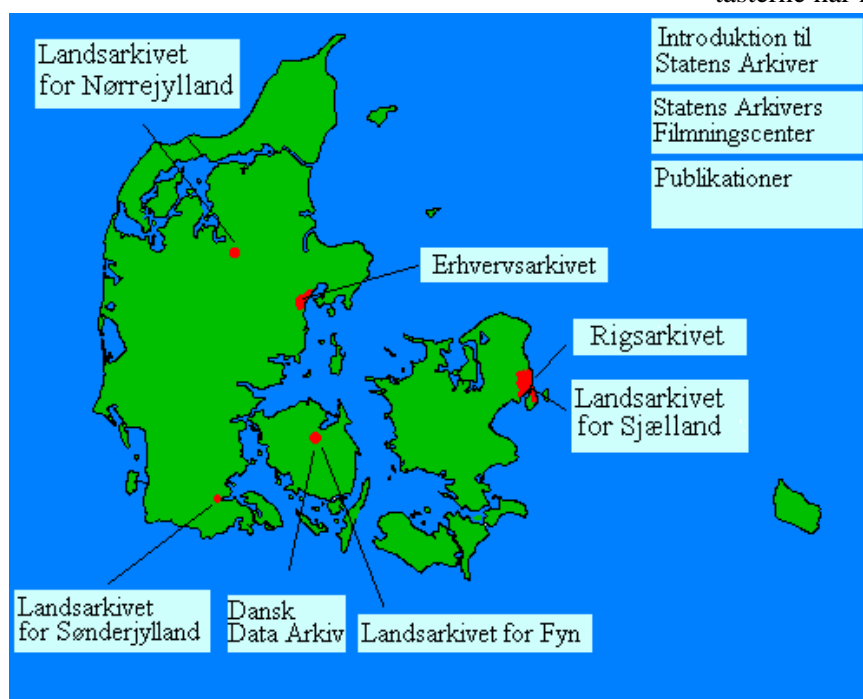 Landsarkivet
for Nørrejylland
Introduktion til
Statens Arkiver
Statens Arkivers
Filmningscenter
Publikationer
Erhvervsarkivet
Rigsarkivet
Landsarkivet
for Sjælland
Landsarkivet
for Sønderjylland
Dansk
Data Arkiv
Landsarkivet for Fyn